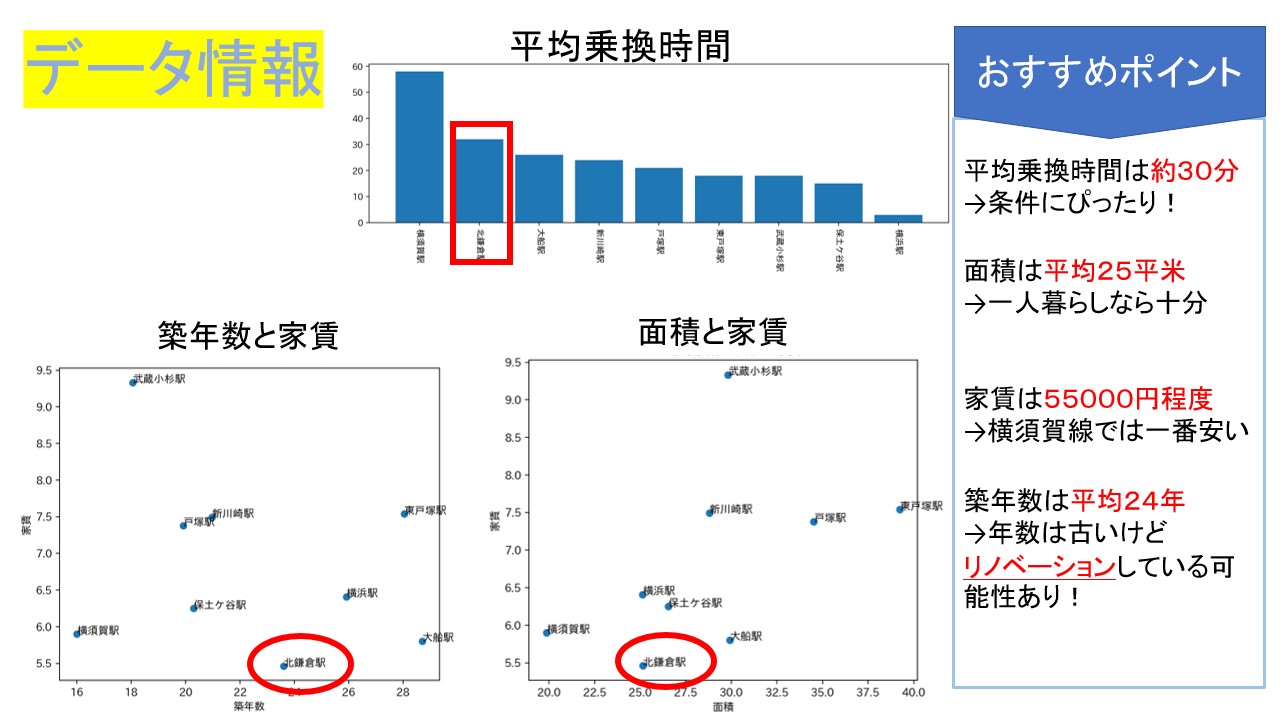 データ情報
平均乗換時間
60
50
40
30
20
10
0
横須賀駅
北鎌倉駅
大船駅
新川崎駅
戸塚駅
東戸塚駅
武蔵小杉駅
保土ケ谷駅
横浜駅
築年数と家賃
9.5
9.0
8.5
8.0
7.5
7.0
6.5
6.0
5.5
家賃
武蔵小杉駅
新川崎駅
戸塚駅
東戸塚駅
横浜駅
保土ケ谷駅
横須賀駅
大船駅
北鎌倉駅
16 18 20 22 24 26 28
築年数
面積と家賃
9.5
9.0
8.5
8.0
7.5
7.0
6.5
6.0
5.5
家賃
武蔵小杉駅
新川崎駅
東戸塚駅
戸塚駅
横浜駅
保土ケ谷駅
横須賀駅
大船駅
北鎌倉駅
20.0 22.5 25.0 27.5 30.0 32.5 35.0 37.5 40.0
面積
おすすめポイント
平均乗換時間は約30分
→条件にぴったり！
面積は平均25平米
→一人暮らしなら十分
家賃は55000円程度
→横須賀線では一番安い
築年数は平均24年
→年数は古いけど
リノベーションしている可
能性あり！